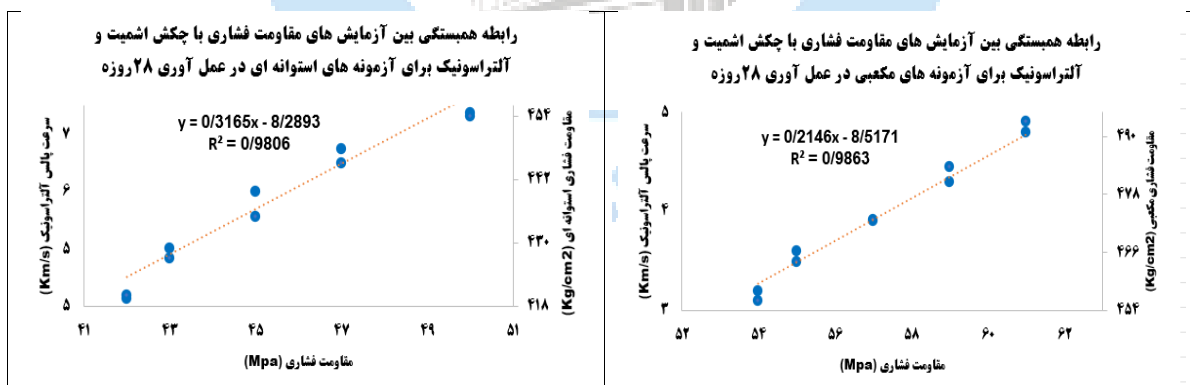 رابطه همبستگی بین آزمایش های مقاومت فشاری با چکش اشمیت و
آلتراسونیک برای آزمونه های مکعبی در عمل آوری ۲۸روزه
y = 0/2146x - 8/5171
R² = 0/9863
سرعت پالس آلتراسونیک (Km/s)
۵
۴
۳
مقاومت فشاری مکعبی (Kg/cm2)
۴۹۰
۴۷۸
۴۶۶
۴۵۴
۵۲ ۵۴ ۵۶ ۵۸ ۶۰ ۶۲
مقاومت فشاری (Mpa)
رابطه همبستگی بین آزمایش های مقاومت فشاری با چکش اشمیت و
آلتراسونیک برای آزمونه های استوانه ای در عمل آوری ۲۸روزه
y = 0/3165x - 8/2893
R² = 0/9806
سرعت پالس آلتراسونیک (Km/s)
۷
۶
۵
۵
مقاومت فشاری استوانه ای (Kg/cm2)
۴۵۴
۴۴۲
۴۳۰
۴۱۸
۴۱ ۴۳ ۴۵ ۴۷ ۴۹ ۵۱
مقاومت فشاری (Mpa)